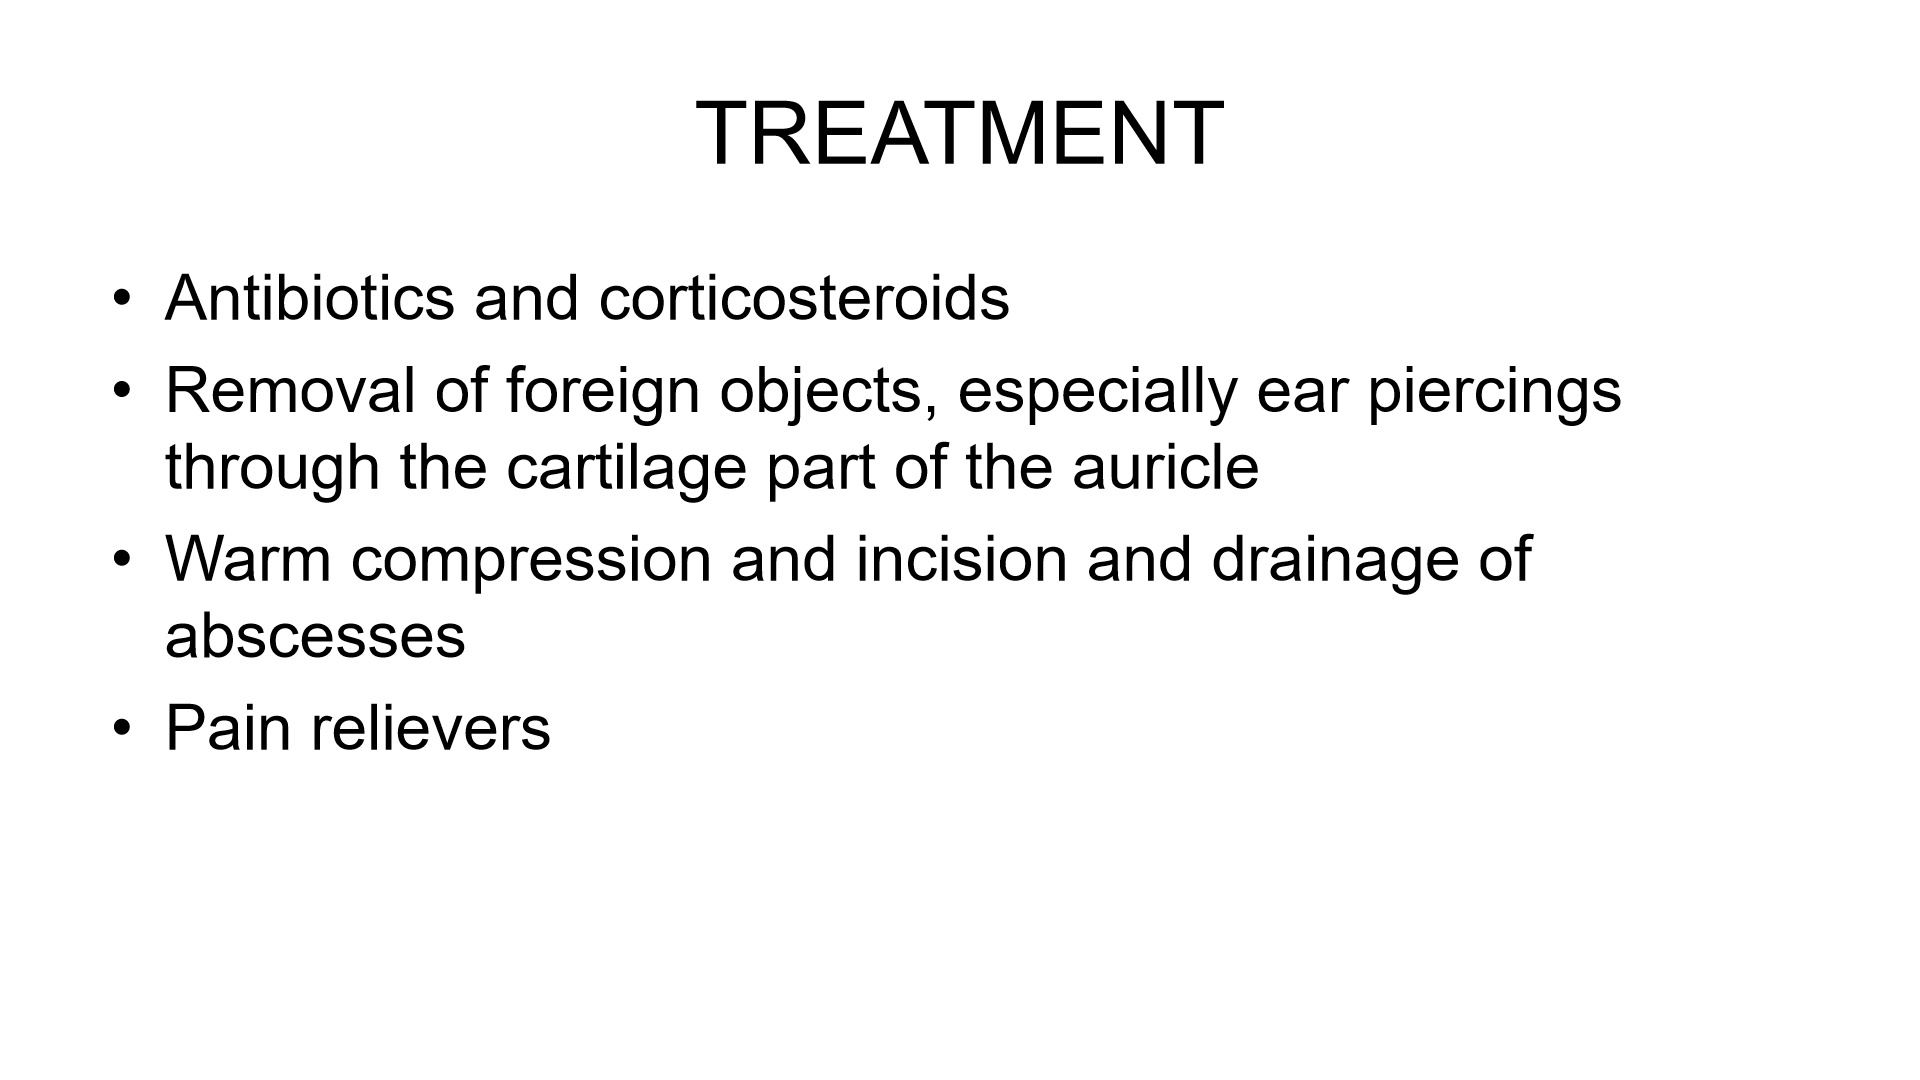 TREATMENT
• Antibiotics and corticosteroids
• Removal of foreign objects, especially ear piercings
through the cartilage part of the auricle
• Warm compression and incision and drainage of
abscesses
• Pain relievers